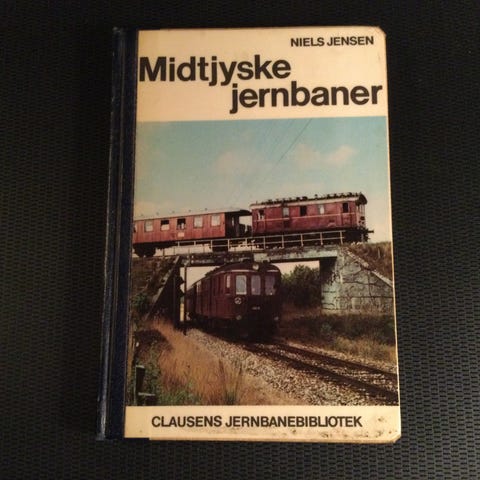 NIELS JENSEN
Midtjyske
jernbaner
CLAUSENS JERNBANEBIBLIOTEK